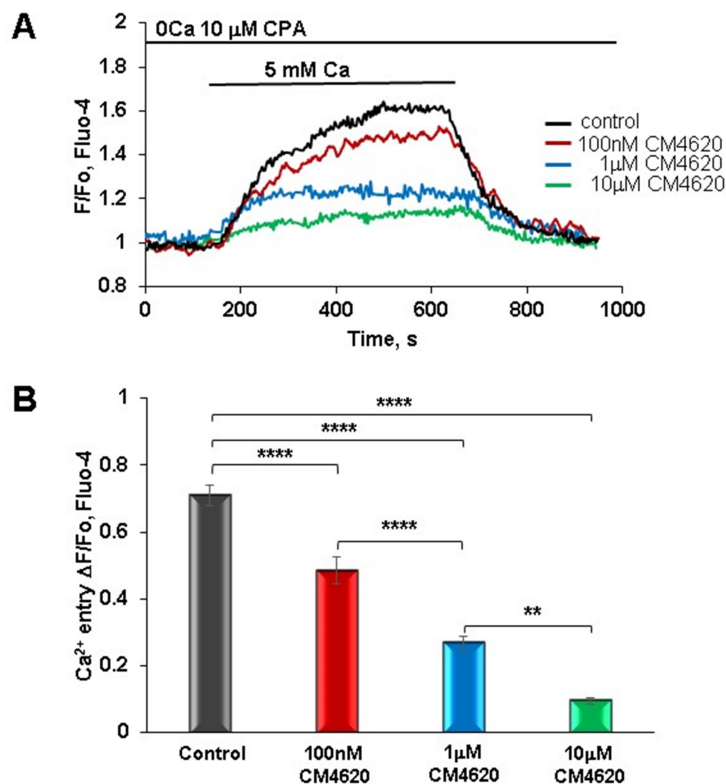 A
0Ca 10 µM CPA
5 mM Ca
F/Fo, Fluo-4
2
1.8
1.6
1.4
1.2
1
0.8
control
100nM CM4620
1µM CM4620
10µM CM4620
0
200
400
600
800
1000
Time, s
B
Ca²⁺ entry ΔF/Fo, Fluo-4
1
0.8
0.6
0.4
0.2
0
****
****
****
****
**
Control
100nM
CM4620
1µM
CM4620
10µM
CM4620